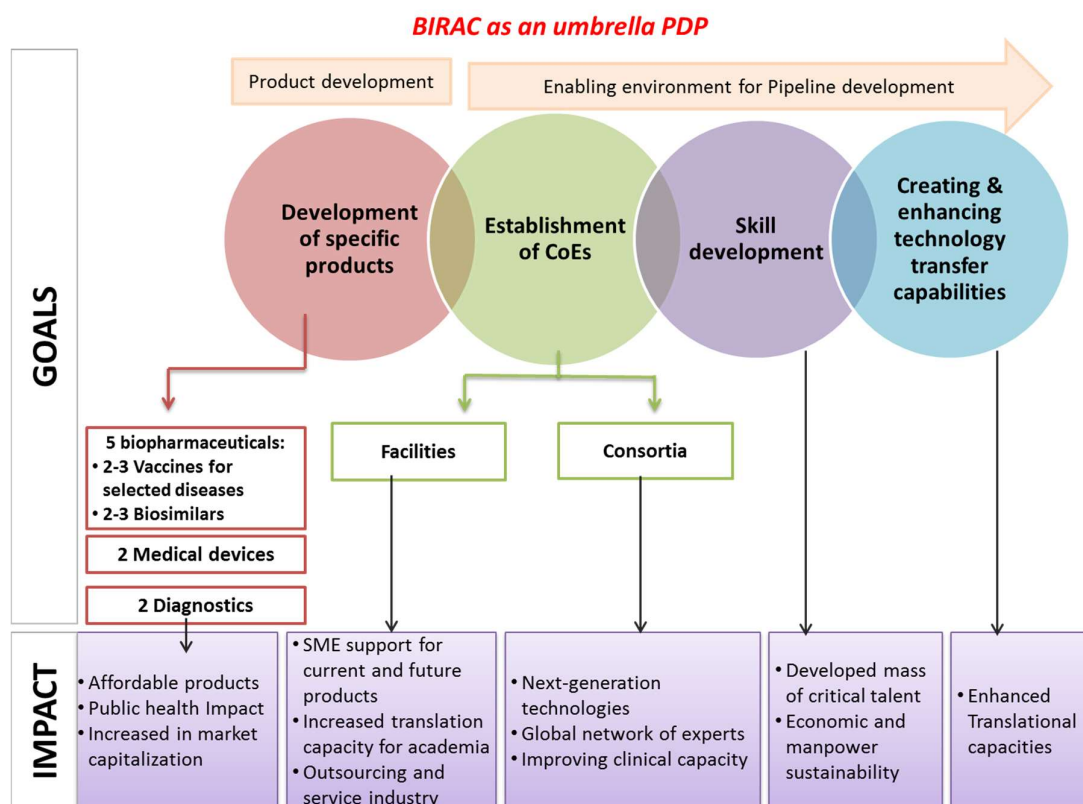 BIRAC as an umbrella PDP
Product development
Enabling environment for Pipeline development
GOALS
Development
of specific
products
Establishment
of CoEs
Skill
development
Creating &
enhancing
technology
transfer
capabilities
5 biopharmaceuticals:
• 2-3 Vaccines for
selected diseases
• 2-3 Biosimilars
2 Medical devices
2 Diagnostics
Facilities
Consortia
IMPACT
• Affordable products
• Public health Impact
• Increased in market
capitalization
• SME support for
current and future
products
• Increased translation
capacity for academia
• Outsourcing and
service industry
• Next-generation
technologies
• Global network of experts
• Improving clinical capacity
• Developed mass
of critical talent
• Economic and
manpower
sustainability
• Enhanced
Translational
capacities